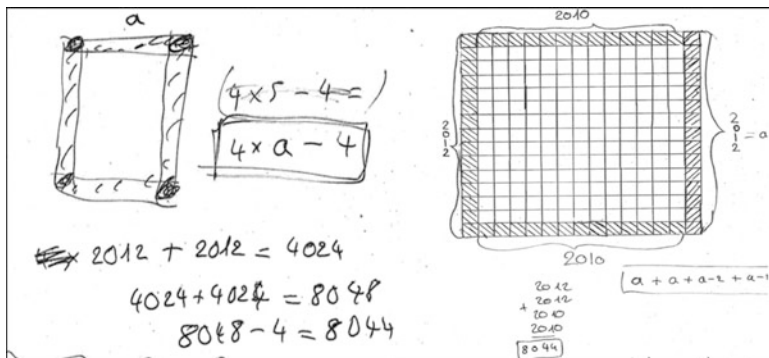 a
(4 × 5 - 4 = )
4 × a - 4
2012 + 2012 = 4024
4024 + 4024 = 8048
8048 - 4 = 8044
2010
2012
2012 = a
2010
a + a + a-2 + a-
2012
2012
+ 2010
2010
8044